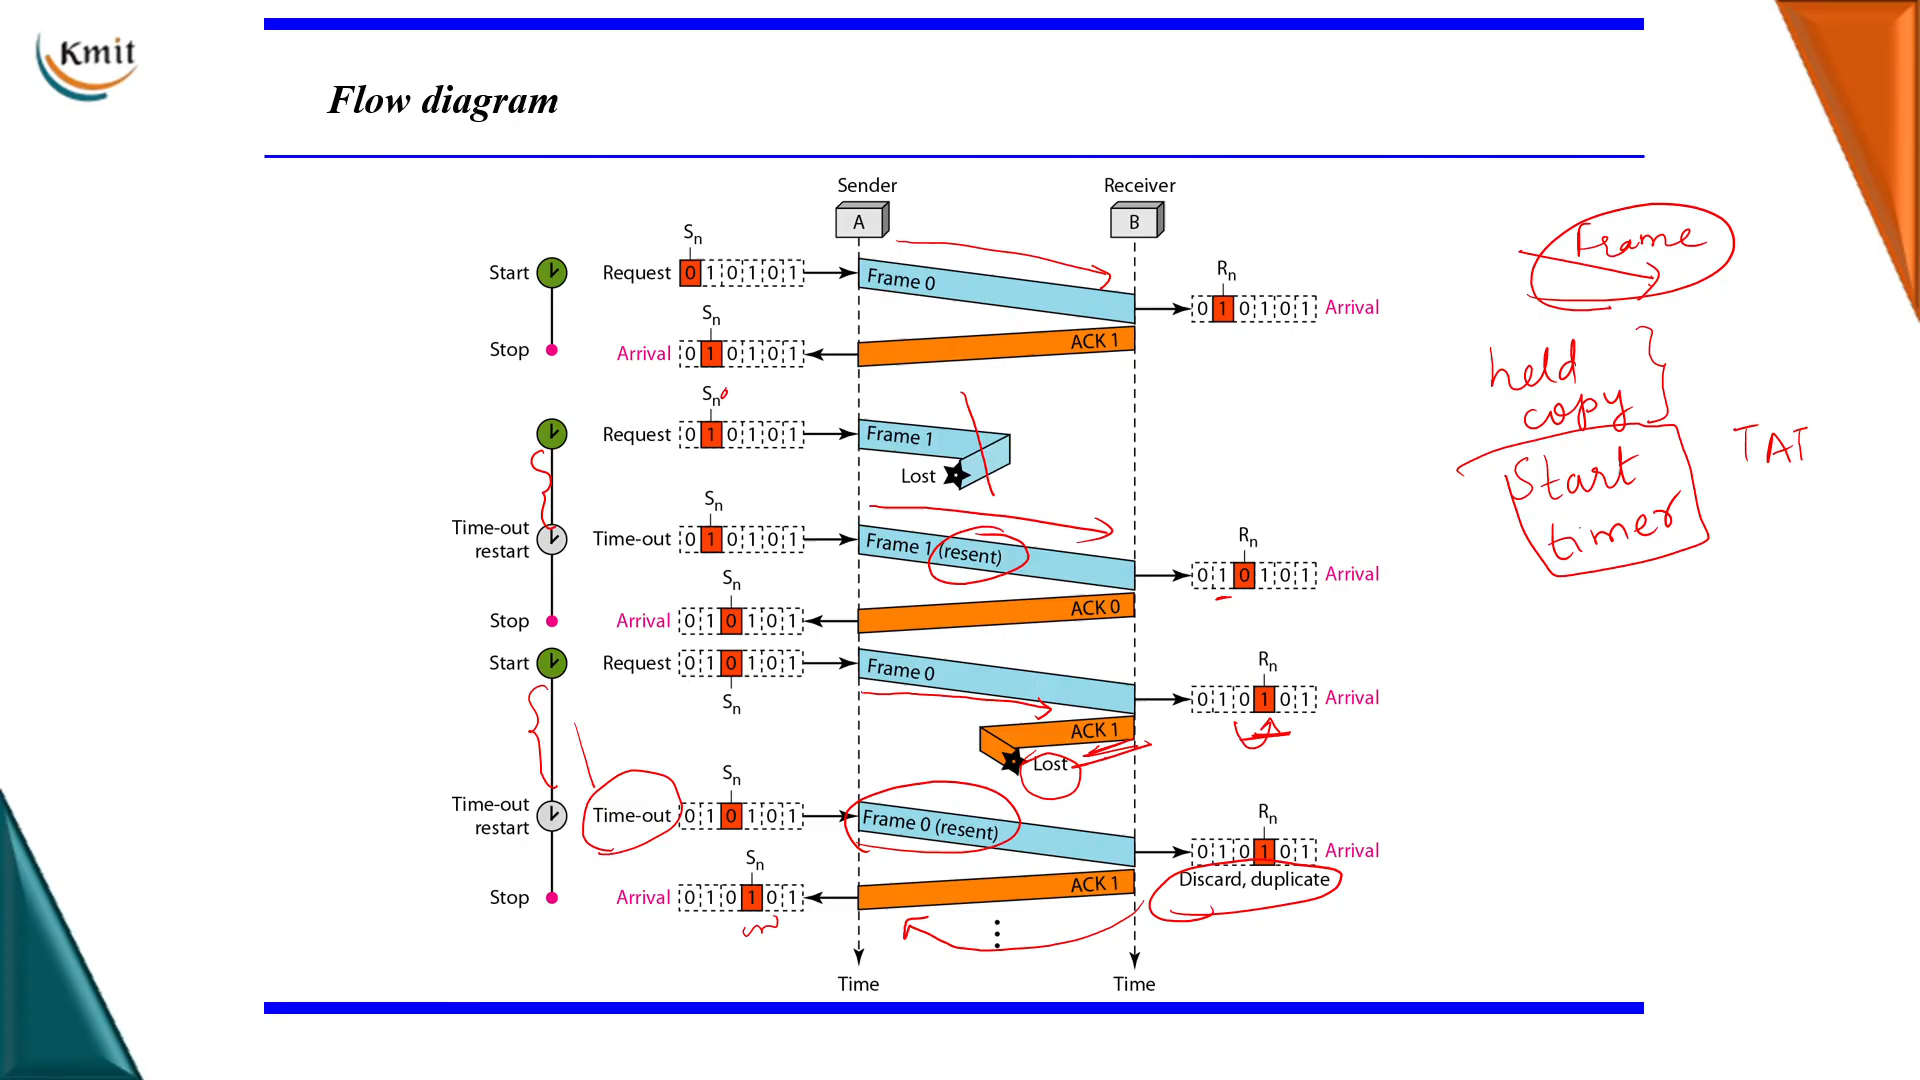 Kmit
Flow diagram
Sender
Receiver
A
B
Sn
Start
Request
0 1 0 1 0 1
Frame 0
Rn
0 1 0 1 0 1
Arrival
Sn
Stop
Arrival
0 1 0 1 0 1
ACK 1
Sn
Request
0 1 0 1 0 1
Frame 1
Lost
Sn
Time-out
restart
Time-out
0 1 0 1 0 1
Frame 1 (resent)
Rn
0 1 0 1 0 1
Arrival
Sn
Stop
Arrival
0 1 0 1 0 1
ACK 0
Start
Request
0 1 0 1 0 1
Sn
Frame 0
Rn
0 1 0 1 0 1
Arrival
ACK 1
Lost
Sn
Time-out
restart
Time-out
0 1 0 1 0 1
Frame 0 (resent)
Rn
0 1 0 1 0 1
Arrival
Discard, duplicate
Sn
Stop
Arrival
0 1 0 1 0 1
ACK 1
Time
Time
Frame
held
copy
Start
timer
TAT